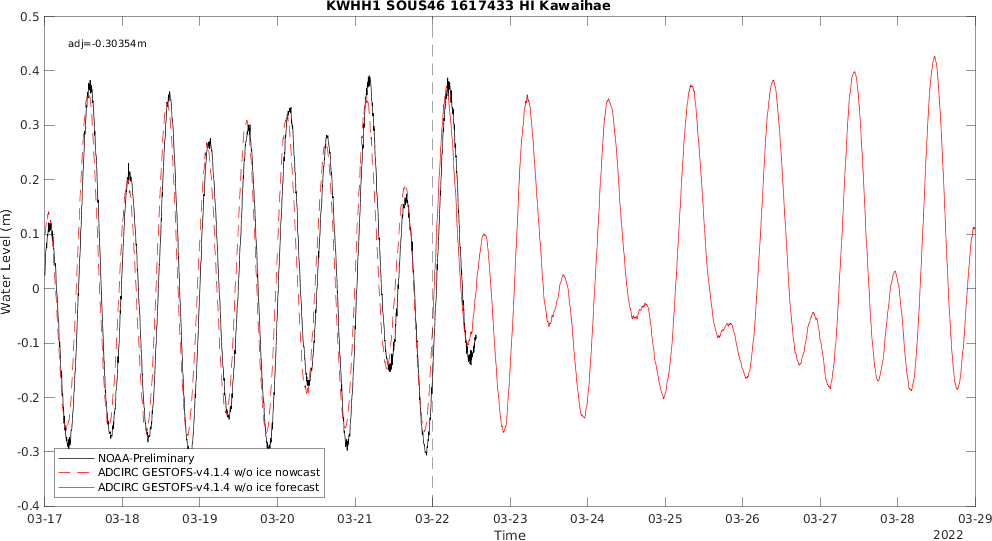 KWHH1 SOUS46 1617433 HI Kawaihae
adj=-0.30354m
Water Level (m)
0.5
0.4
0.3
0.2
0.1
0
-0.1
-0.2
-0.3
-0.4
NOAA-Preliminary
ADCIRC GESTOFS-v4.1.4 w/o ice nowcast
ADCIRC GESTOFS-v4.1.4 w/o ice forecast
03-17 03-18 03-19 03-20 03-21 03-22 03-23 03-24 03-25 03-26 03-27 03-28 03-29
Time
2022